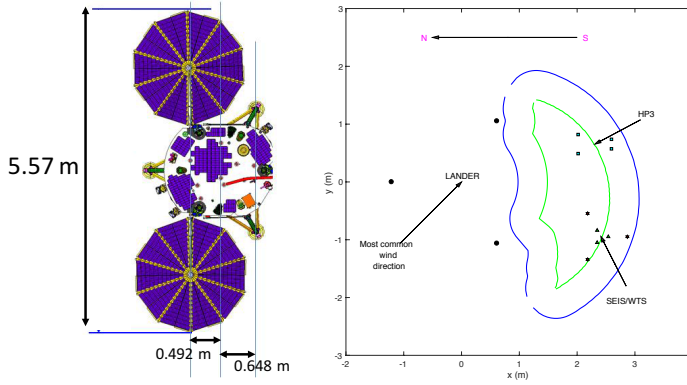 5.57 m
0.492 m
0.648 m
3
2
1
0
-1
-2
-3
y (m)
N
S
HP3
LANDER
Most common
wind
direction
SEIS/WTS
-2
-1
0
1
2
3
x (m)